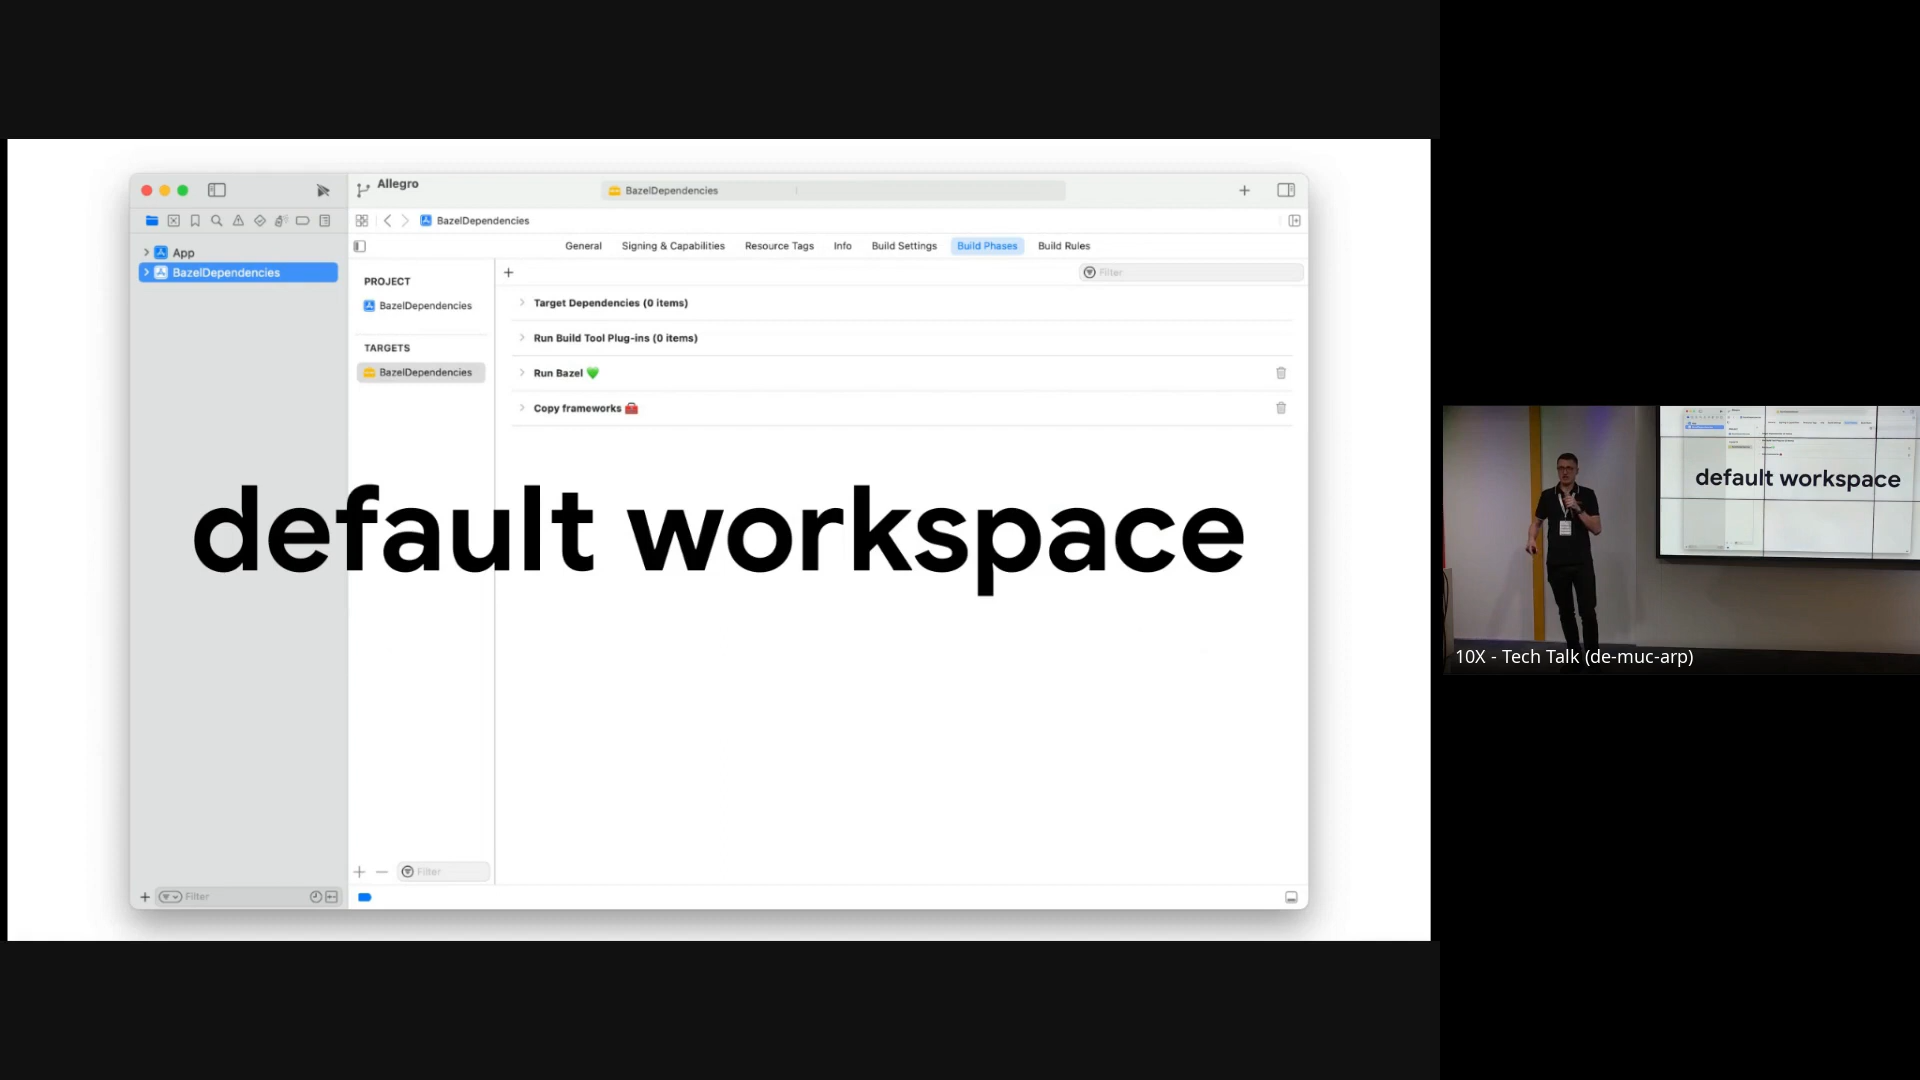 Allegro
BazelDependencies
BazelDependencies
App
BazelDependencies
General Signing & Capabilities Resource Tags Info Build Settings Build Phases Build Rules
Filter
PROJECT
BazelDependencies
TARGETS
BazelDependencies
Target Dependencies (0 items)
Run Build Tool Plug-ins (0 items)
Run Bazel 💚
Copy frameworks 🧰
default workspace
Filter
Filter
default workspace
10X - Tech Talk (de-muc-arp)